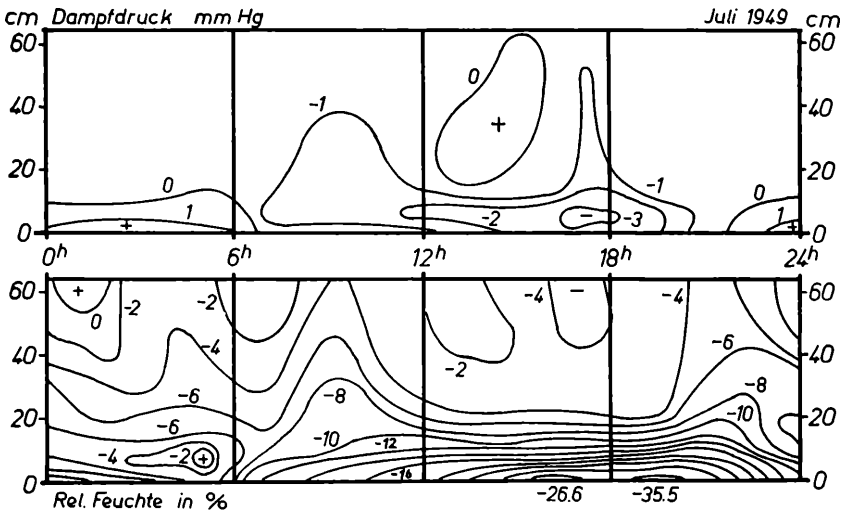 cm Dampfdruck mm Hg Juli 1949 cm
60 60
0
40 -1 + 40
20 20
0 -1 0
1 -2 - -3 1
0 + + 0
0h 6h 12h 18h 24h
60 + -2 -2 -4 - -4 60
0
40 -4 -6 40
-2
-6 -8 -8
20 -10 20
-6 -10 -12
-4 -2 +
0 -14 0
Rel. Feuchte in % -26.6 -35.5